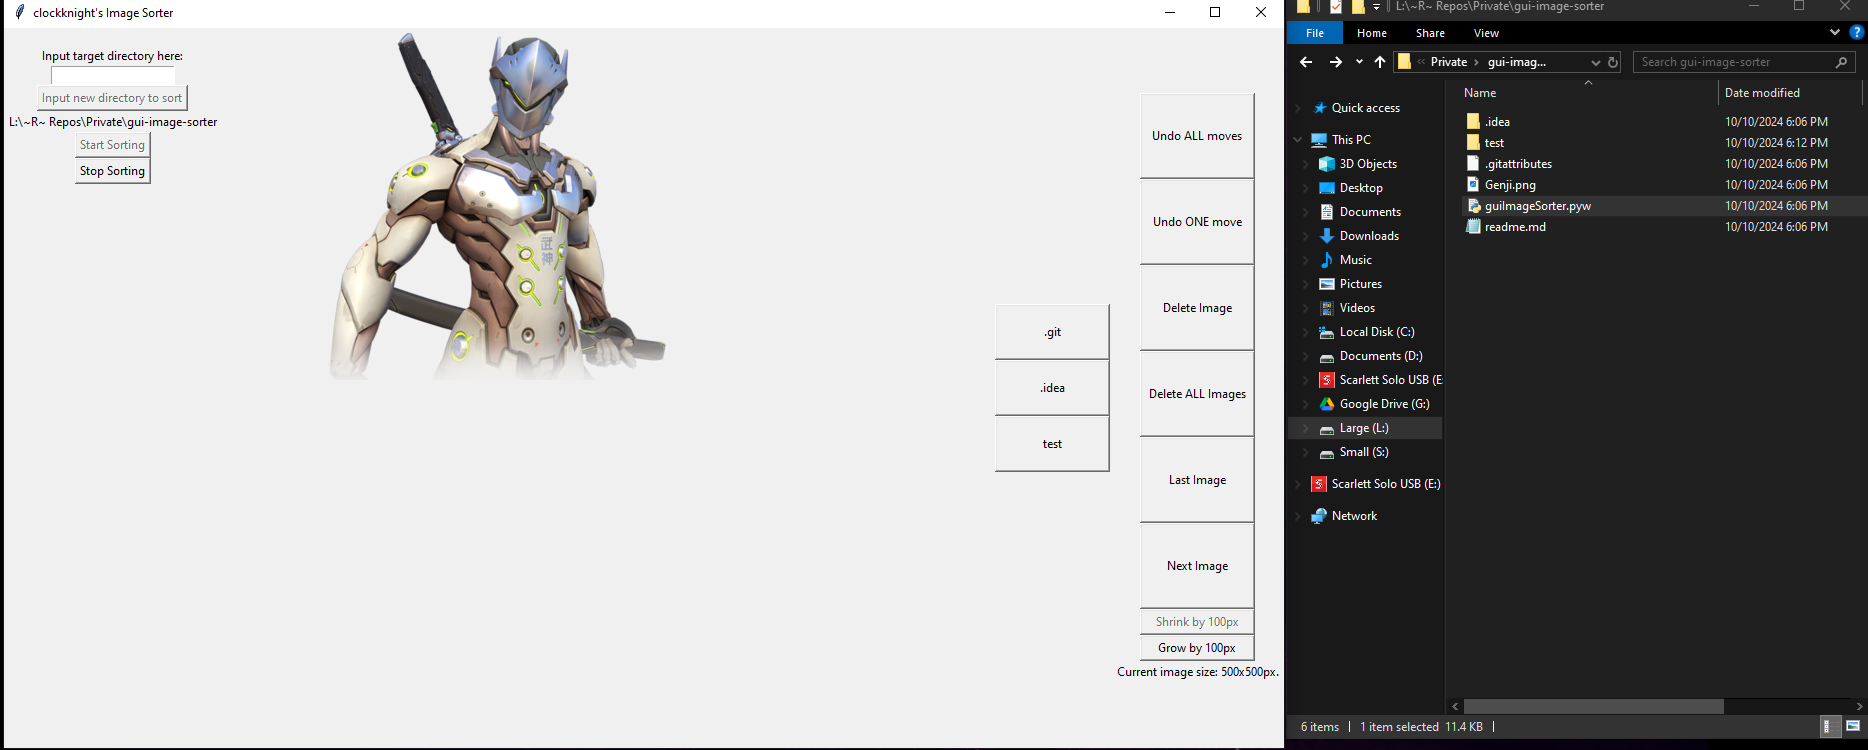 clockknight's Image Sorter
Input target directory here:
Input new directory to sort
L:\~R~ Repos\Private\gui-image-sorter
Start Sorting
Stop Sorting
武
神
.git
.idea
test
Undo ALL moves
Undo ONE move
Delete Image
Delete ALL Images
Last Image
Next Image
Shrink by 100px
Grow by 100px
Current image size: 500x500px.
L:\~R~ Repos\Private\gui-image-sorter
File Home Share View
Private gui-imag...
Search gui-image-sorter
Quick access
This PC
3D Objects
Desktop
Documents
Downloads
Music
Pictures
Videos
Local Disk (C:)
Documents (D:)
Scarlett Solo USB (E
Google Drive (G:)
Large (L:)
Small (S:)
Scarlett Solo USB (E:)
Network
Name Date modified
.idea 10/10/2024 6:06 PM
test 10/10/2024 6:12 PM
.gitattributes 10/10/2024 6:06 PM
Genji.png 10/10/2024 6:06 PM
guiImageSorter.pyw 10/10/2024 6:06 PM
readme.md 10/10/2024 6:06 PM
6 items 1 item selected 11.4 KB